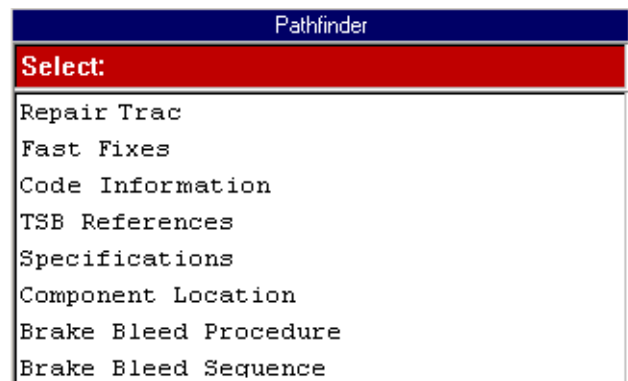 Pathfinder
Select:
Repair Trac
Fast Fixes
Code Information
TSB References
Specifications
Component Location
Brake Bleed Procedure
Brake Bleed Sequence